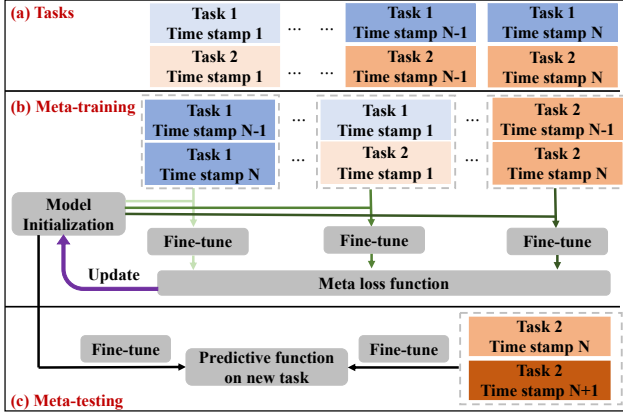 (a) Tasks
Task 1
Time stamp 1
... ...
Task 1
Time stamp N-1
Task 1
Time stamp N
Task 2
Time stamp 1
... ...
Task 2
Time stamp N-1
Task 2
Time stamp N
(b) Meta-training
Task 1
Time stamp N-1
...
Task 1
Time stamp 1
...
Task 2
Time stamp N-1
Task 1
Time stamp N
...
Task 2
Time stamp 1
...
Task 2
Time stamp N
Model
Initialization
Fine-tune
Fine-tune
Fine-tune
Update
Meta loss function
Fine-tune
Predictive function
on new task
Fine-tune
Task 2
Time stamp N
Task 2
Time stamp N+1
(c) Meta-testing